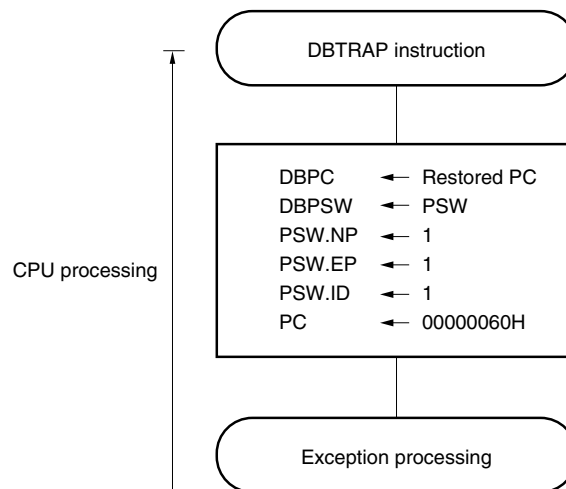 DBTRAP instruction
DBPC ← Restored PC
DBPSW ← PSW
PSW.NP ← 1
PSW.EP ← 1
PSW.ID ← 1
PC ← 00000060H
CPU processing
Exception processing